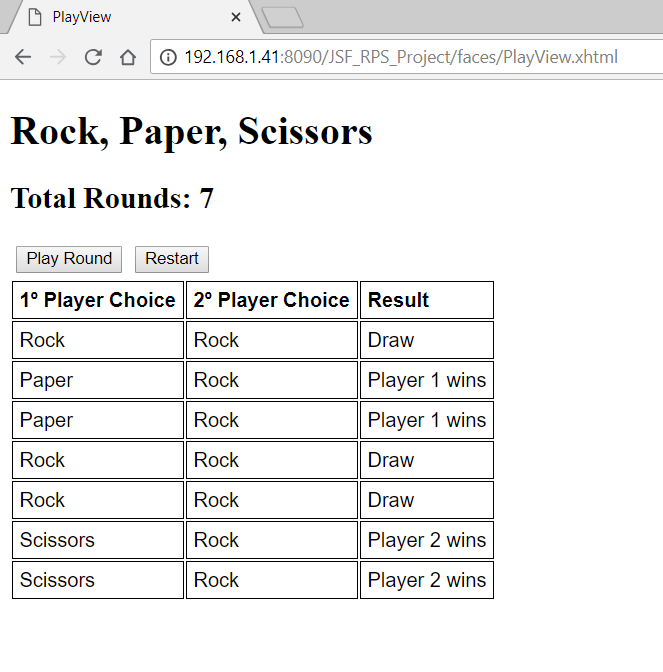 PlayView
192.168.1.41:8090/JSF_RPS_Project/faces/PlayView.xhtml
Rock, Paper, Scissors
Total Rounds: 7
Play Round Restart
1º Player Choice 2º Player Choice Result
Rock Rock Draw
Paper Rock Player 1 wins
Paper Rock Player 1 wins
Rock Rock Draw
Rock Rock Draw
Scissors Rock Player 2 wins
Scissors Rock Player 2 wins